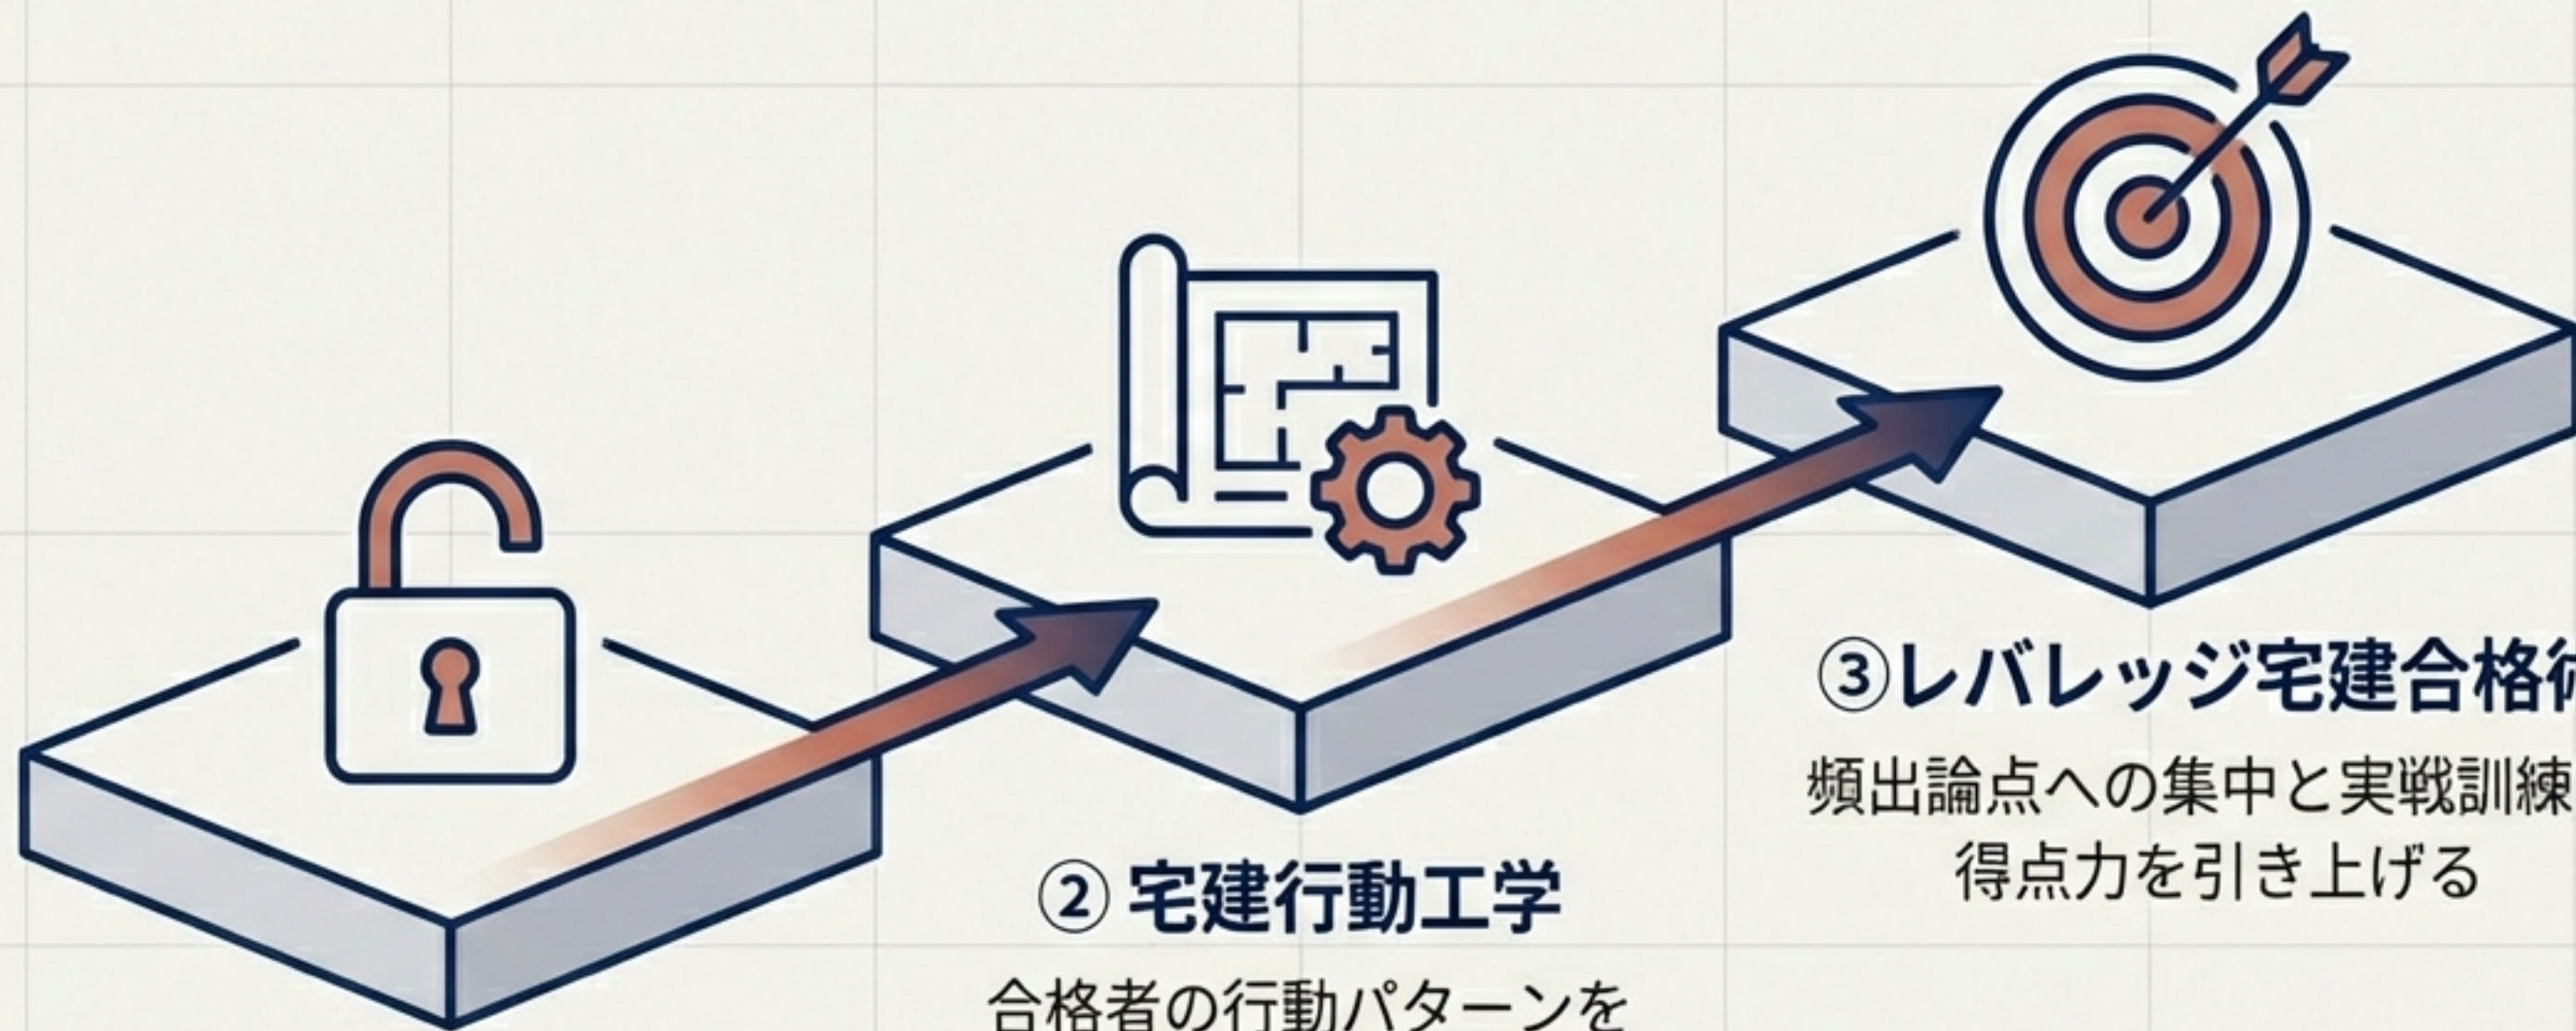 ③レバレッジ宅建合格術
頻出論点への集中と実戦訓練
得点力を引き上げる
② 宅建行動工学
合格者の行動パターンを